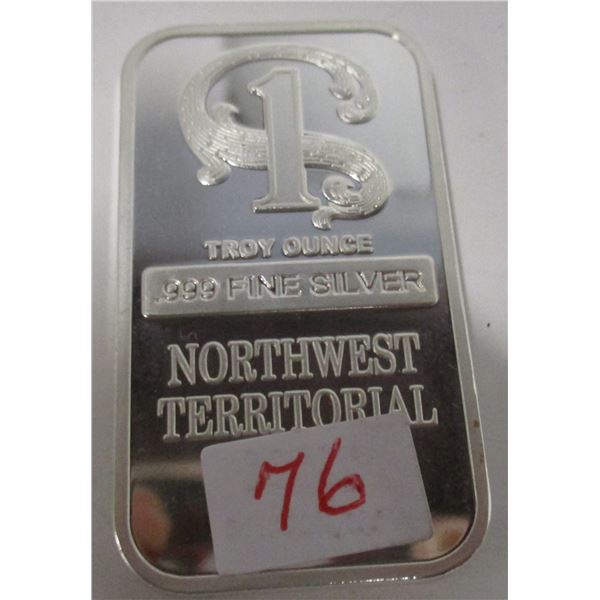 1
TROY OUNCE
.999 FINE SILVER
NORTHWEST
TERRITORIAL
76